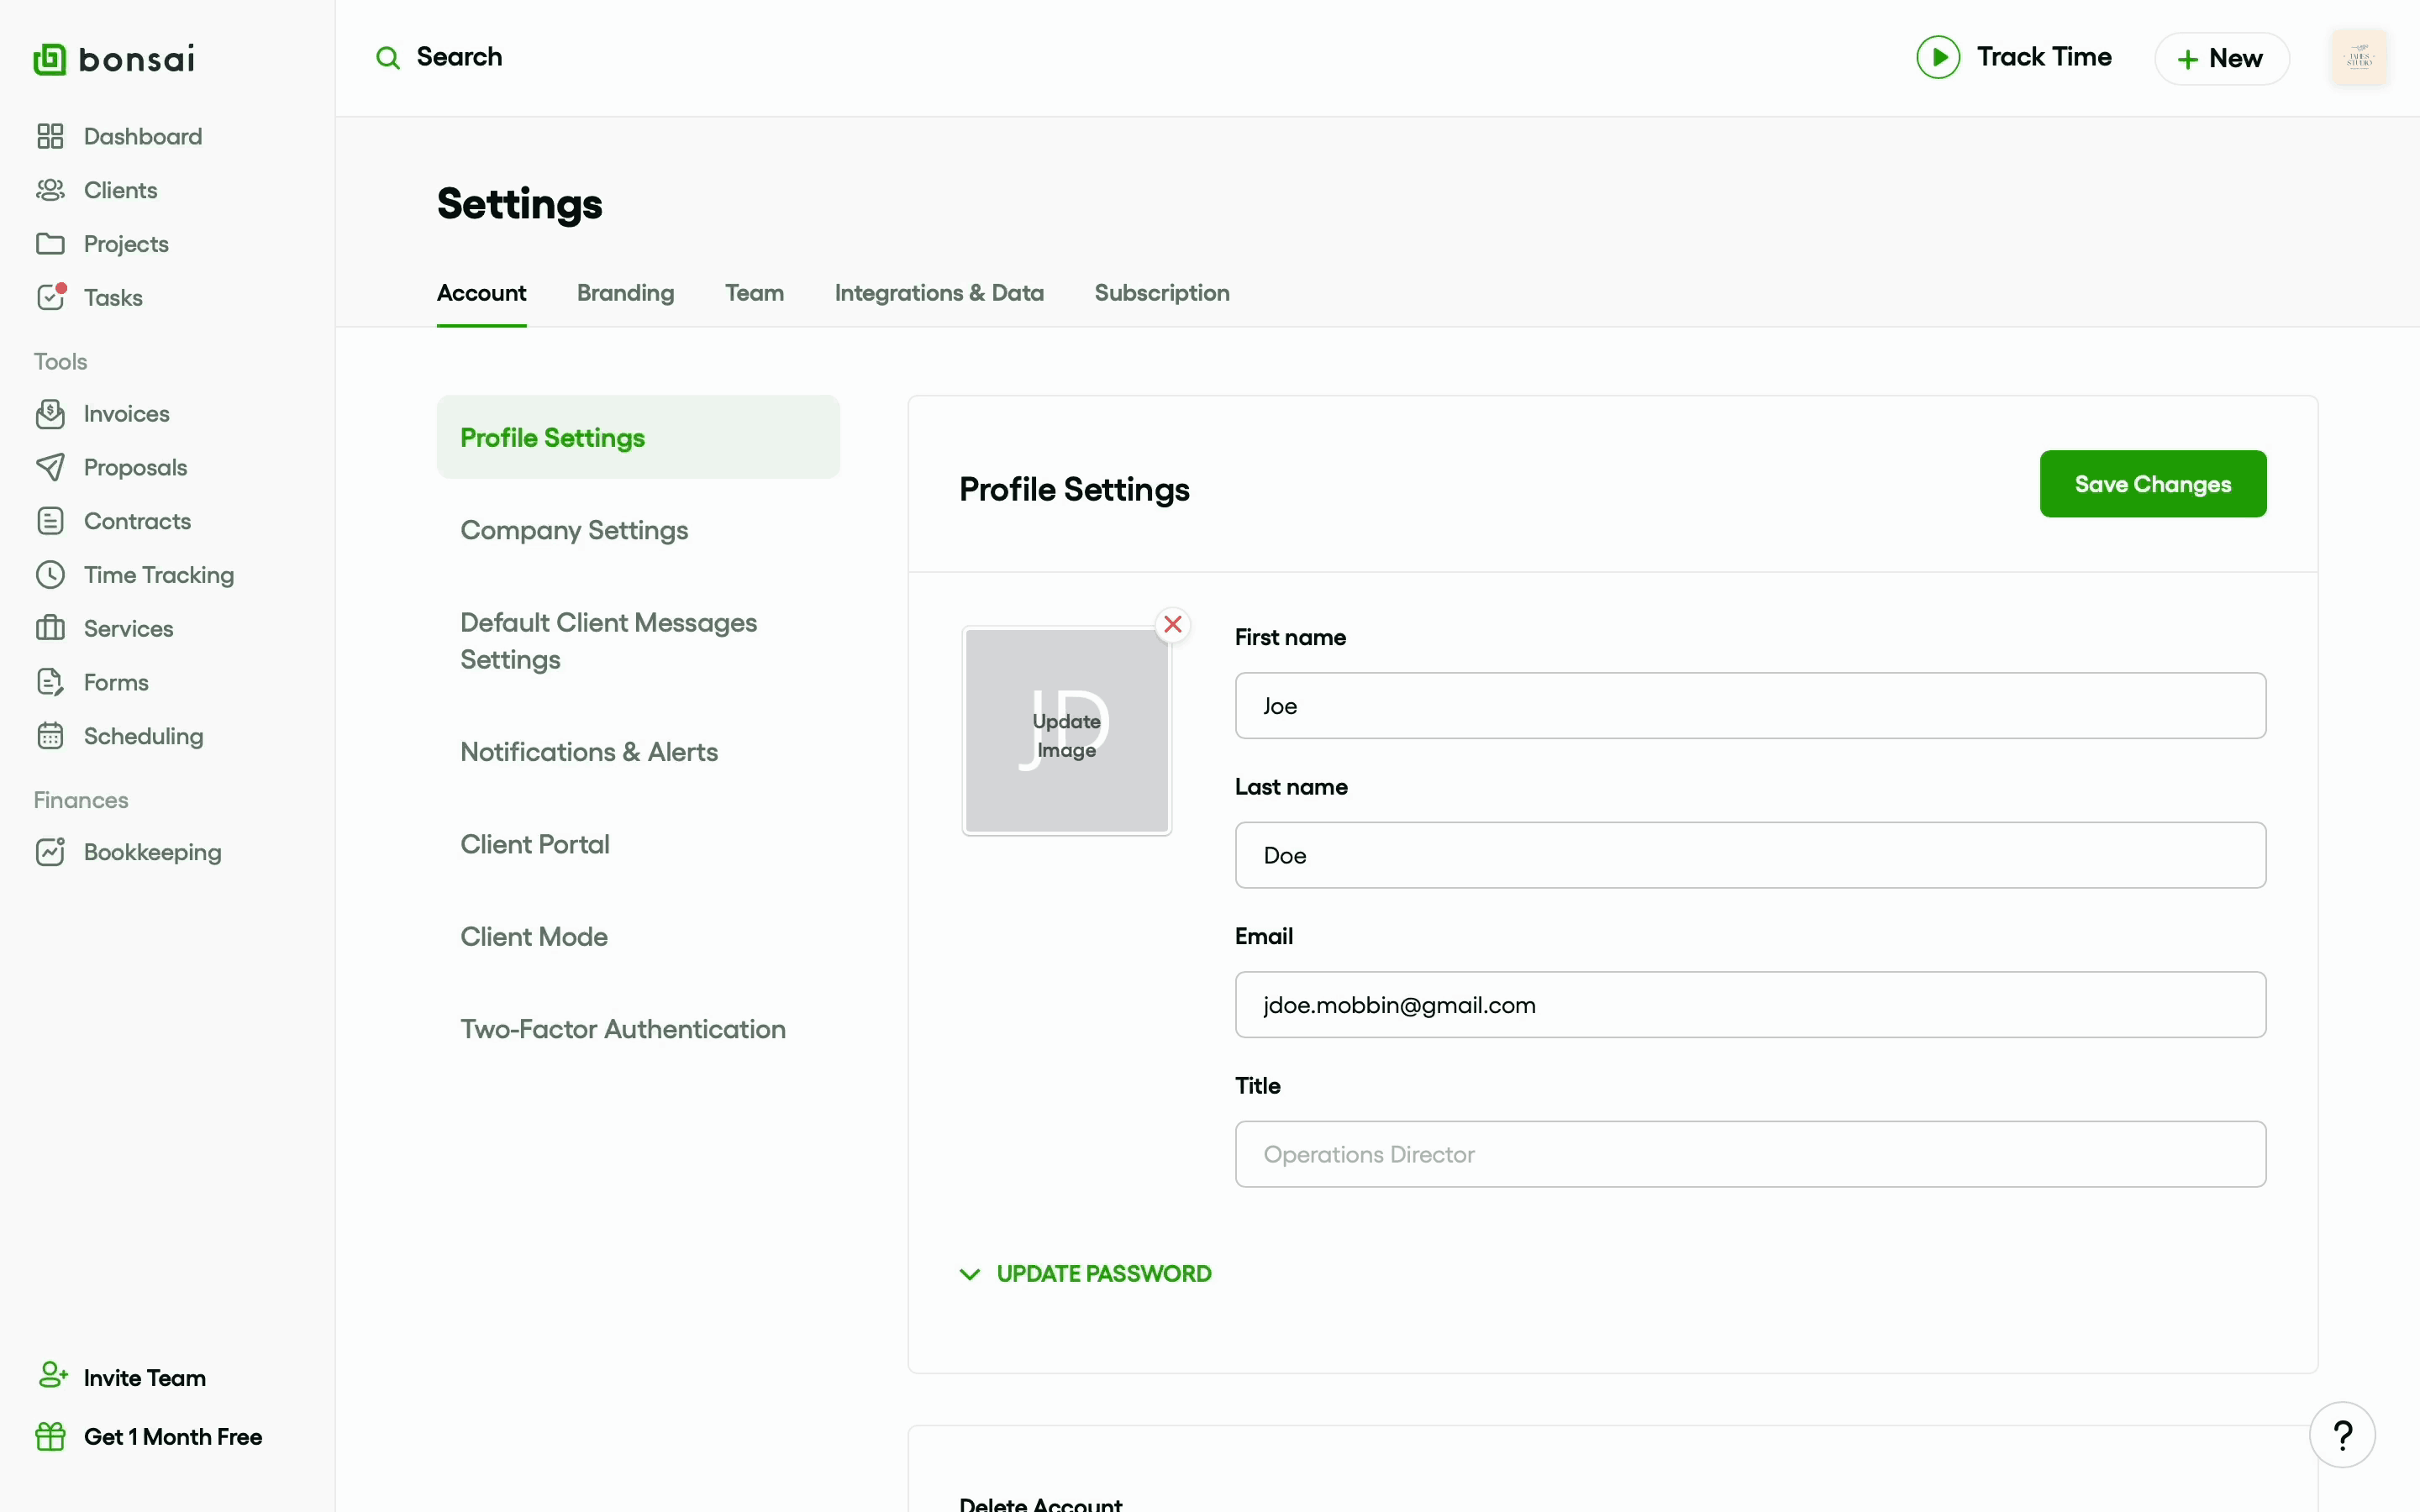 bonsai
Search
Track Time
New
JAPES
STUDIO
Dashboard
Clients
Projects
Tasks
Tools
Invoices
Proposals
Contracts
Time Tracking
Services
Forms
Scheduling
Finances
Bookkeeping
Invite Team
Get 1 Month Free
Settings
Account
Branding
Team
Integrations & Data
Subscription
Profile Settings
Company Settings
Default Client Messages
Settings
Notifications & Alerts
Client Portal
Client Mode
Two-Factor Authentication
Profile Settings
Save Changes
JD
Update
Image
First name
Joe
Last name
Doe
Email
jdoe.mobbin@gmail.com
Title
Operations Director
UPDATE PASSWORD
Delete Account
?